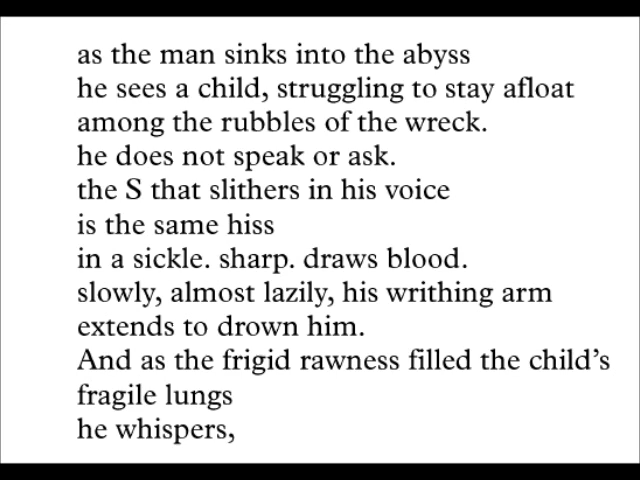 as the man sinks into the abyss
he sees a child, struggling to stay afloat
among the rubbles of the wreck.
he does not speak or ask.
the S that slithers in his voice
is the same hiss
in a sickle. sharp. draws blood.
slowly, almost lazily, his writhing arm
extends to drown him.
And as the frigid rawness filled the child’s
fragile lungs
he whispers,